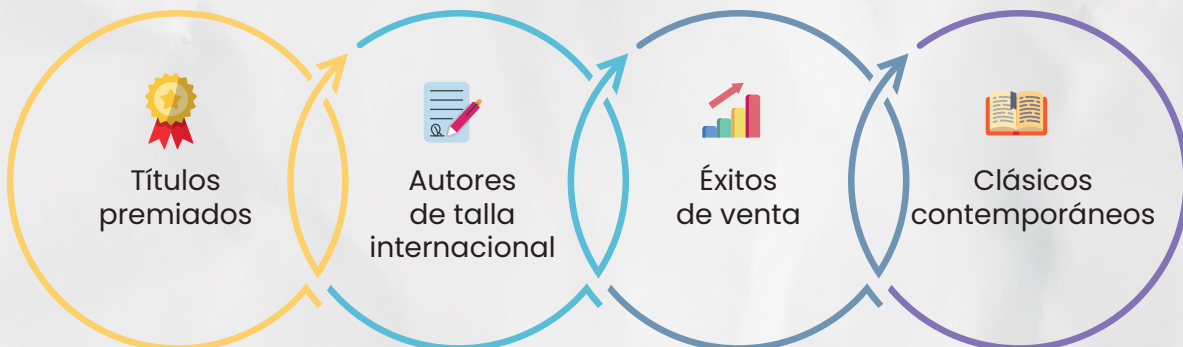 Títulos
premiados
Autores
de talla
internacional
Éxitos
de venta
Clásicos
contemporáneos